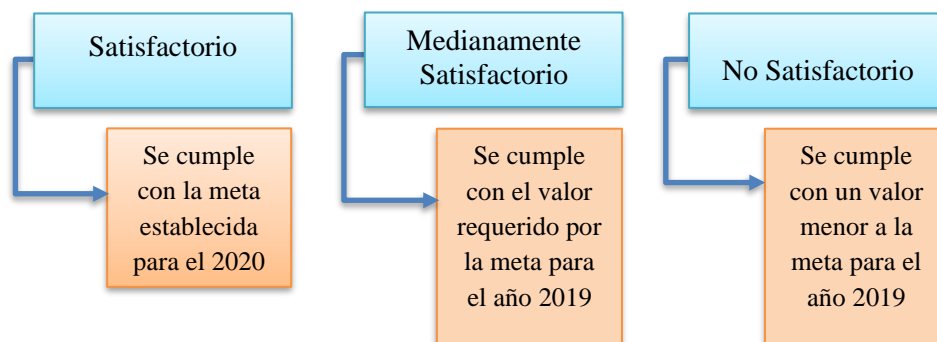 Satisfactorio
Se cumple
con la meta
establecida
para el 2020
Medianamente
Satisfactorio
Se cumple
con el valor
requerido por
la meta para
el año 2019
No Satisfactorio
Se cumple
con un valor
menor a la
meta para el
año 2019